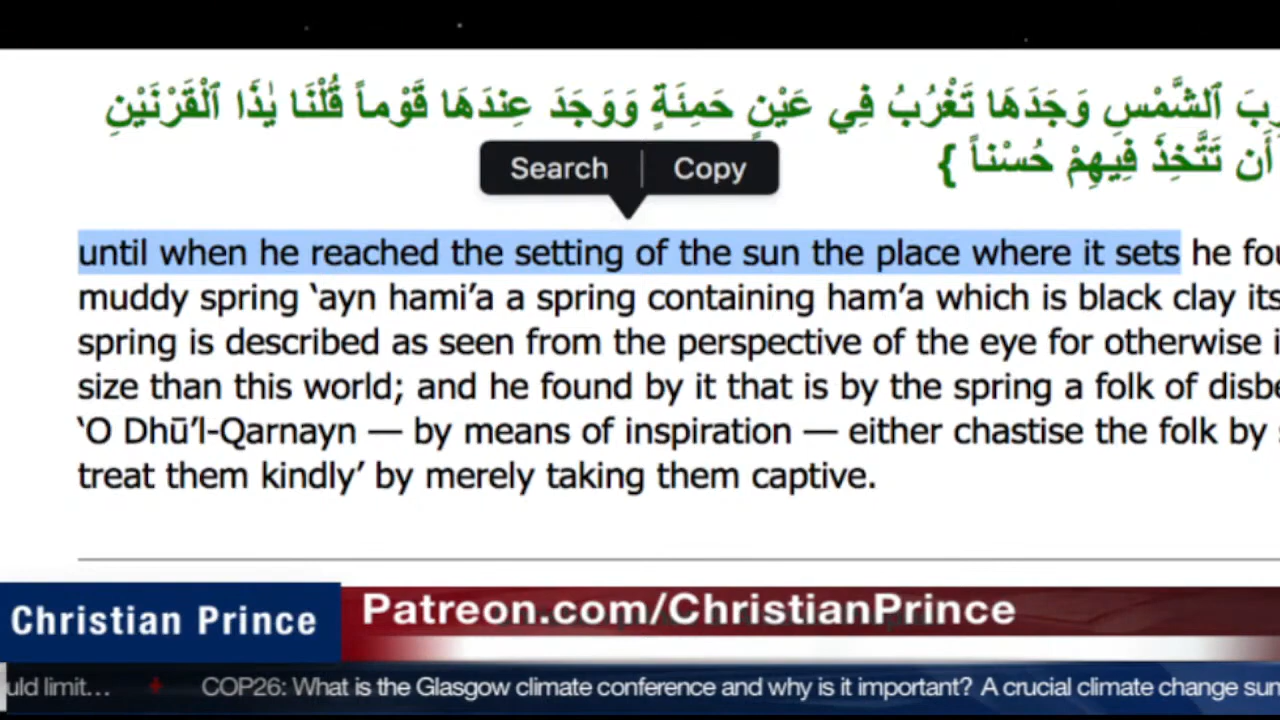 ٱلشَّمْسِ وَجَدَهَا تَغْرُبُ فِي عَيْنٍ حَمِئَةٍ وَوَجَدَ عِندَهَا قَوْماً قُلْنَا يٰذَا ٱلْقَرْنَيْنِ
أَن تَتَّخِذَ فِيهِمْ حُسْناً }
Search Copy
until when he reached the setting of the sun the place where it sets he
muddy spring ‘ayn hami’a a spring containing ham’a which is black clay
spring is described as seen from the perspective of the eye for otherwise
size than this world; and he found by it that is by the spring a folk of
‘O Dhū’l-Qarnayn — by means of inspiration — either chastise the folk by
treat them kindly’ by merely taking them captive.
Christian Prince
Patreon.com/ChristianPrince
limit... COP26: What is the Glasgow climate conference and why is it important? A crucial climate change